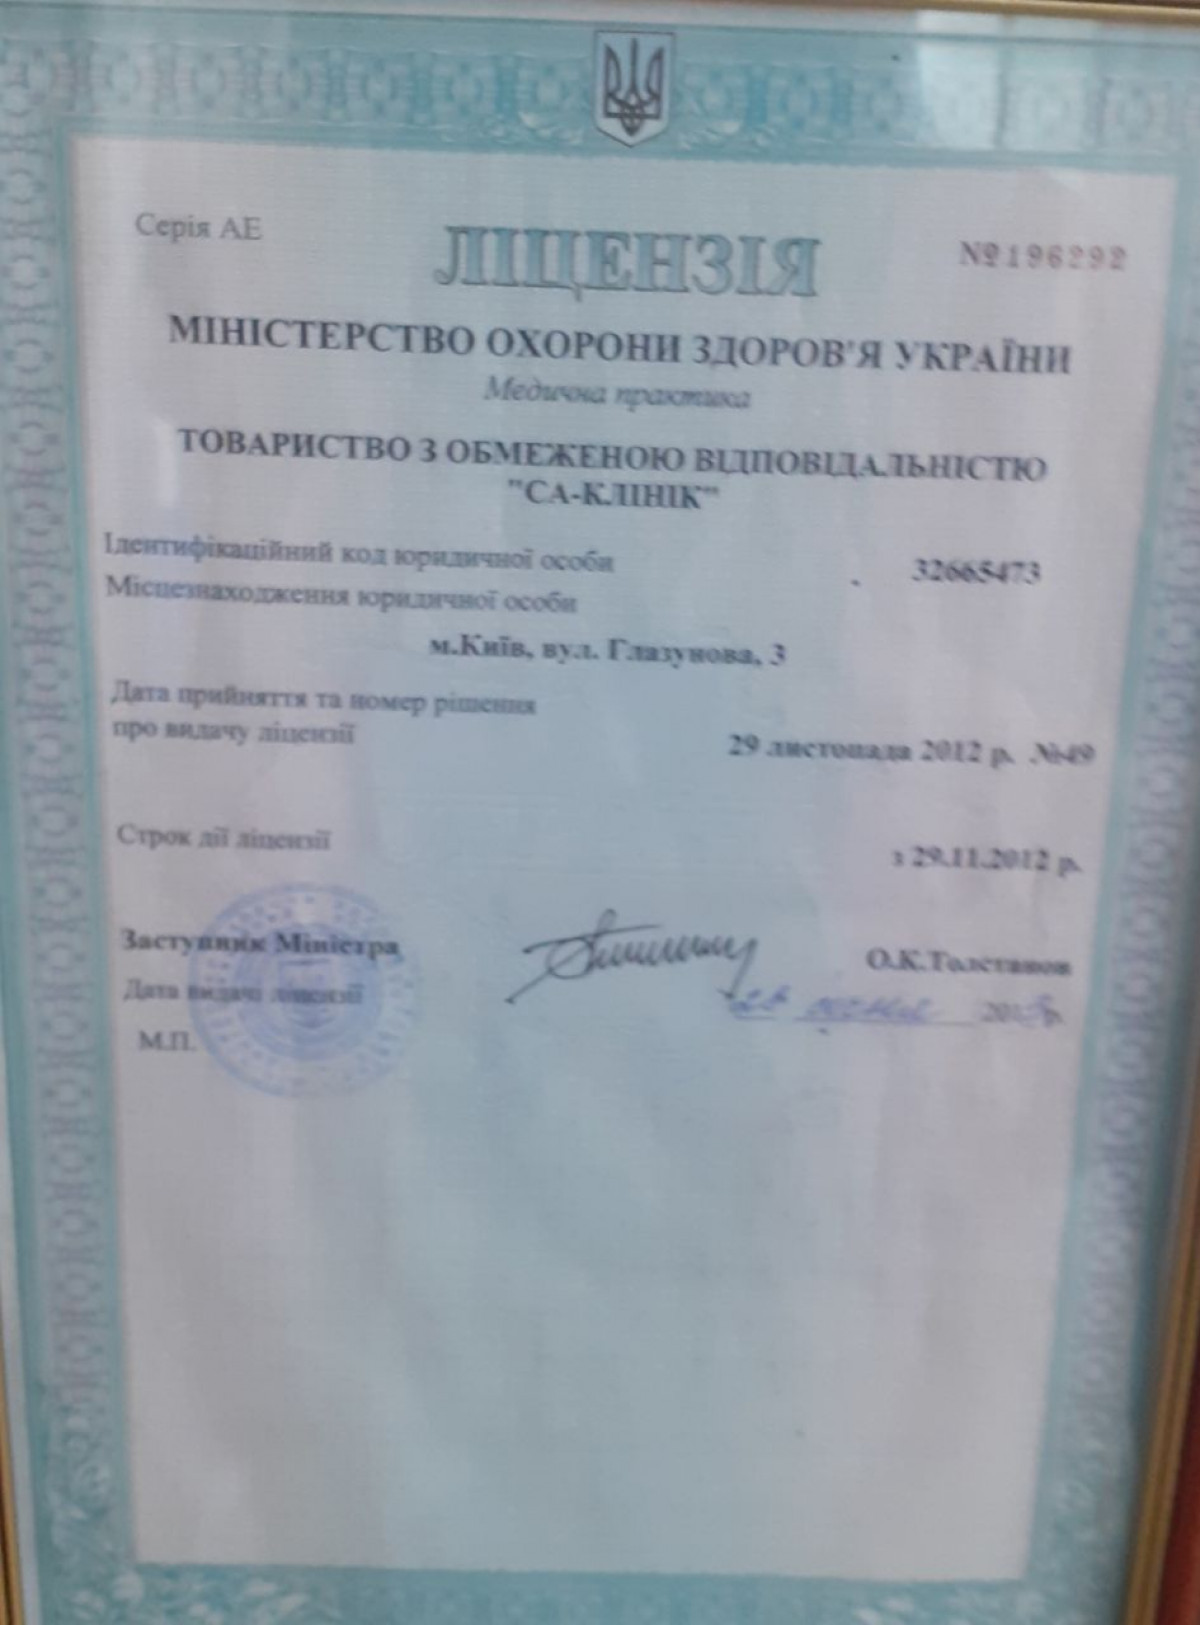 Серія АЕ
ЛІЦЕНЗІЯ
№196292
МІНІСТЕРСТВО ОХОРОНИ ЗДОРОВ'Я УКРАЇНИ
Медична практика
ТОВАРИСТВО З ОБМЕЖЕНОЮ ВІДПОВІДАЛЬНІСТЮ
"СА-КЛІНІК"
Ідентифікаційний код юридичної особи 32665473
Місцезнаходження юридичної особи
м.Київ, вул. Глазунова, 3
Дата прийняття та номер рішення
про видачу ліцензії 29 листопада 2012 р. №49
Строк дії ліцензії з 29.11.2012 р.
Заступник Міністра О.К.Толстанов
Дата видачі ліцензії
М.П.